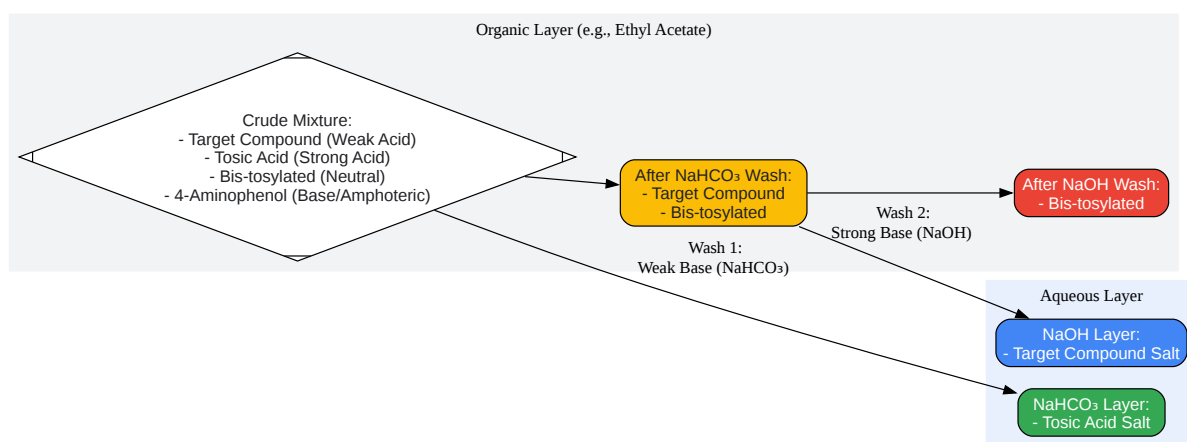 Organic Layer (e.g., Ethyl Acetate)
Crude Mixture:
- Target Compound (Weak Acid)
- Tosic Acid (Strong Acid)
- Bis-tosylated (Neutral)
- 4-Aminophenol (Base/Amphoteric)
After NaHCO₃ Wash:
- Target Compound
- Bis-tosylated
After NaOH Wash:
- Bis-tosylated
Wash 2:
Strong Base (NaOH)
Wash 1:
Weak Base (NaHCO₃)
Aqueous Layer
NaOH Layer:
- Target Compound Salt
NaHCO₃ Layer:
- Tosic Acid Salt